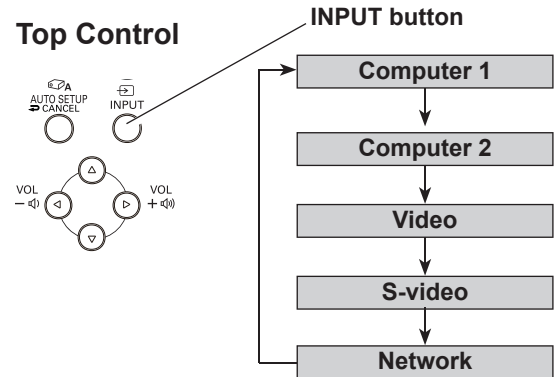 INPUT button
Top Control
A
AUTO SETUP
CANCEL
INPUT
VOL
−
VOL
+
Computer 1
Computer 2
Video
S-video
Network